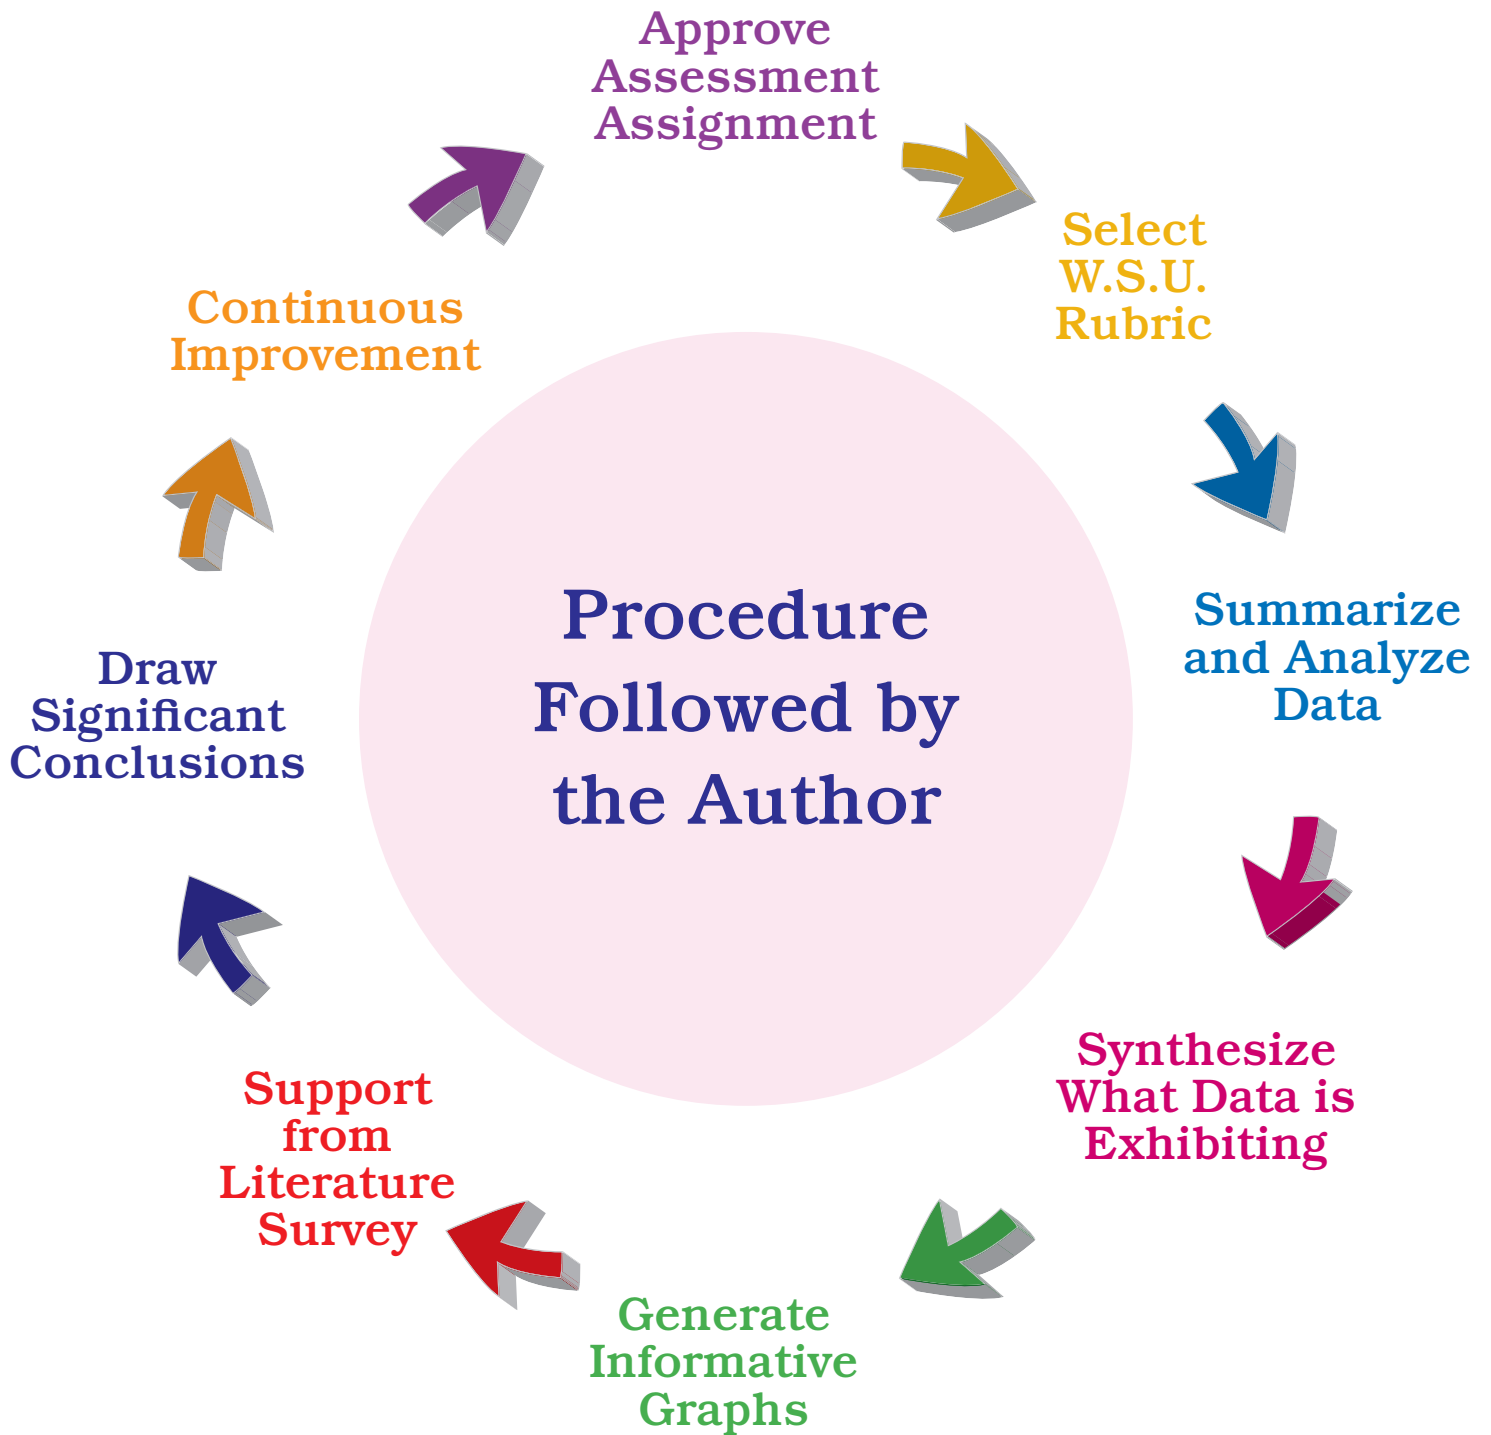 Approve
Assessment
Assignment
Select
W.S.U.
Rubric
Summarize
and Analyze
Data
Synthesize
What Data is
Exhibiting
Generate
Informative
Graphs
Support
from
Literature
Survey
Draw
Significant
Conclusions
Continuous
Improvement
Procedure
Followed by
the Author